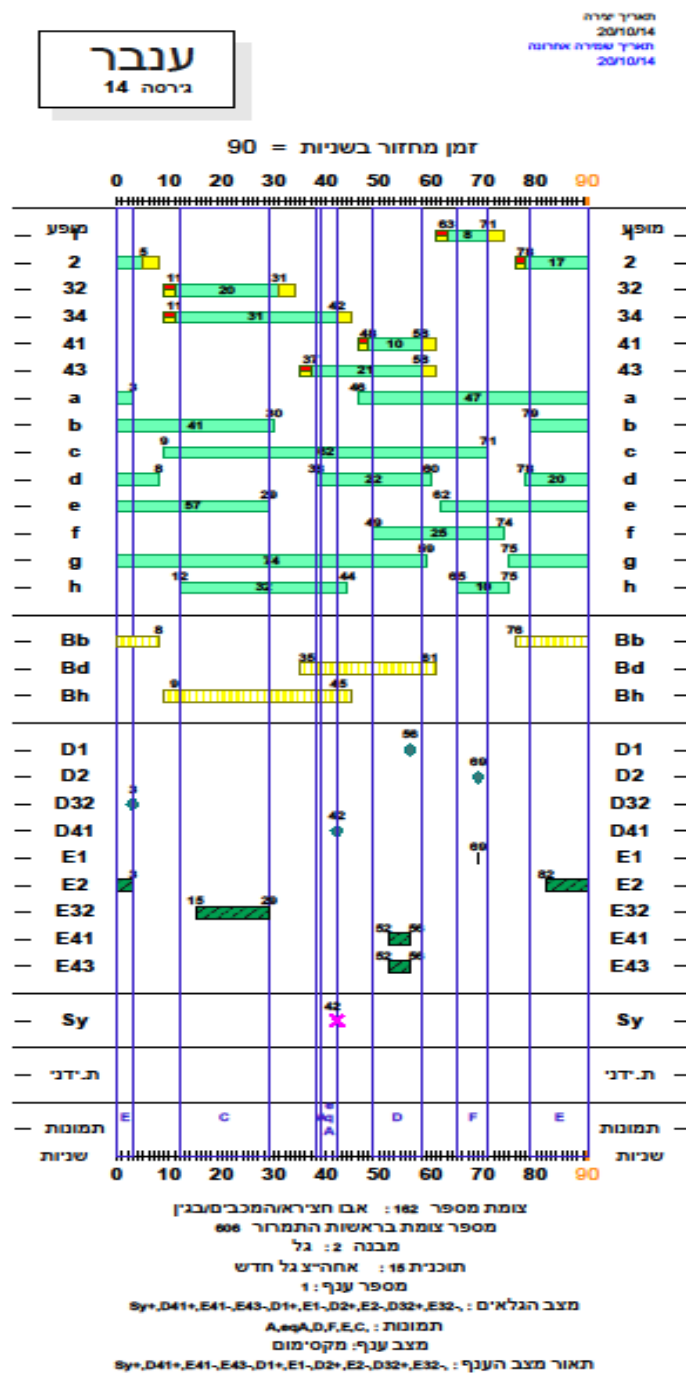 תאריך יצירה
20/10/14
תאריך שמירה אחרונה
20/10/14
ענבר
גירסה 14
זמן מחזור בשניות = 90
0 10 20 30 40 50 60 70 80 90
מופע מופע
1 63 8 71 1
2 5 78 17 2
32 11 20 31 32
34 11 31 42 34
41 48 10 58 41
43 37 21 58 43
a 3 46 47 a
b 41 30 79 b
c 9 62 71 c
d 8 38 22 60 78 20 d
e 57 29 62 e
f 49 25 74 f
g 74 59 75 g
h 12 32 44 65 10 75 h
Bb 8 76 Bb
Bd 35 61 Bd
Bh 9 45 Bh
D1 56 D1
D2 69 D2
D32 3 D32
D41 42 D41
E1 69 E1
E2 3 82 E2
E32 15 29 E32
E41 52 56 E41
E43 52 56 E43
Sy 42 Sy
ת.ידני ת.ידני
תמונות E C A eqA D F E תמונות
שניות שניות
0 10 20 30 40 50 60 70 80 90
צומת מספר 162 : אבו חצירא/המכבים/בגין
מספר צומת בראשות התמרור 606
מבנה 2 : גל
תוכנית 15 : אחה״צ גל חדש
מספר ענף : 1
מצב הגלאים : Sy+,D41+,E41-,E43-,D1+,E1-,D2+,E2-,D32+,E32-,
תמונות : A,eqA,D,F,E,C,
מצב ענף: מקסימום
תאור מצב הענף : Sy+,D41+,E41-,E43-,D1+,E1-,D2+,E2-,D32+,E32-,